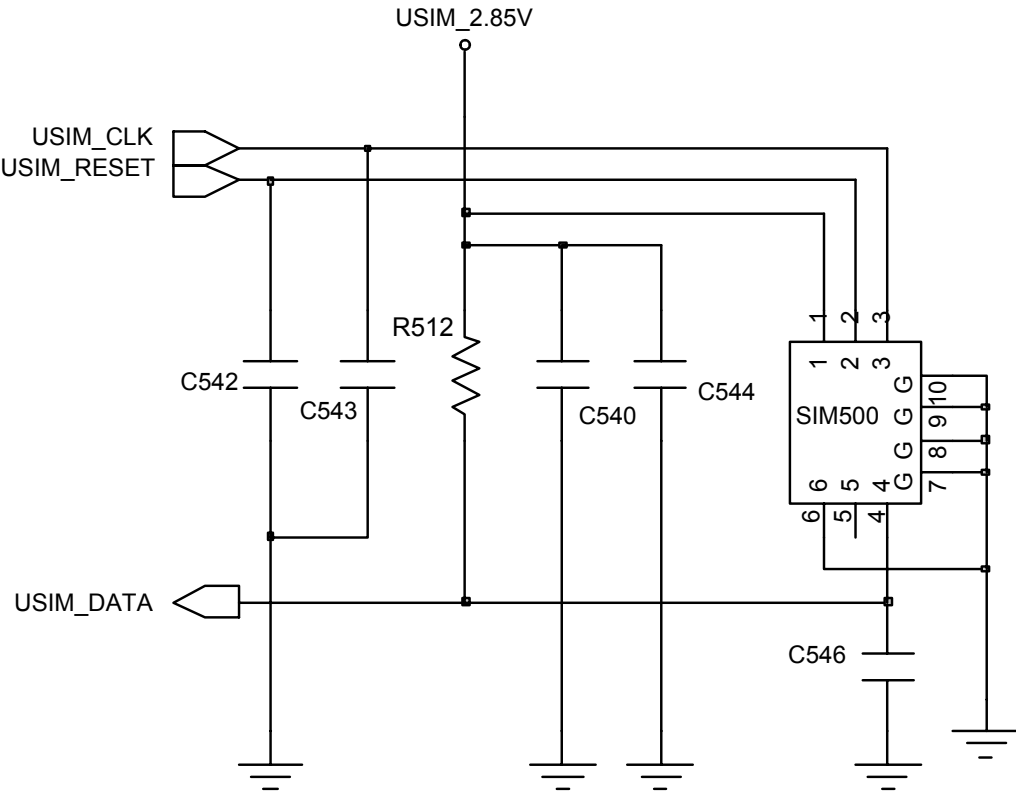 USIM_2.85V
USIM_CLK
USIM_RESET
1
2
3
R512
1
2
3
C542
C543
C540
C544
G
10
SIM500
G
9
G
8
6
5
4
G
7
6
5
4
USIM_DATA
C546